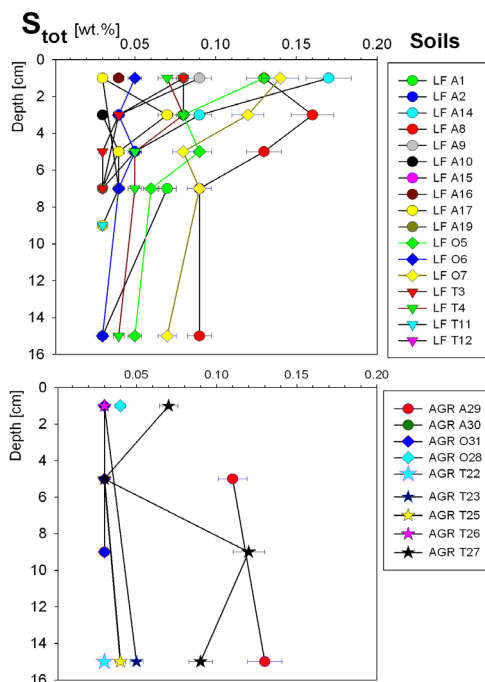 S_tot [wt.%]
0.05 0.10 0.15 0.20
Soils
Depth [cm]
0
2
4
6
8
10
12
14
16
LF A1
LF A2
LF A14
LF A8
LF A9
LF A10
LF A15
LF A16
LF A17
LF A19
LF O5
LF O6
LF O7
LF T3
LF T4
LF T11
LF T12
0.05 0.10 0.15 0.20
Depth [cm]
0
2
4
6
8
10
12
14
16
AGR A29
AGR A30
AGR O31
AGR O28
AGR T22
AGR T23
AGR T25
AGR T26
AGR T27